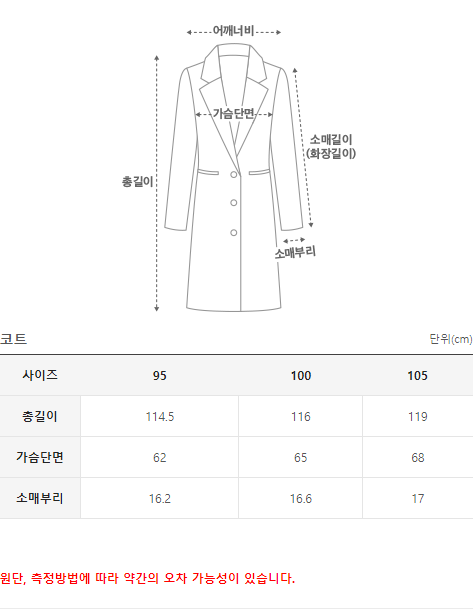 어깨너비
가슴단면
소매길이
(화장길이)
총길이
소매부리
코트 단위(cm)
사이즈 95 100 105
총길이 114.5 116 119
가슴단면 62 65 68
소매부리 16.2 16.6 17
원단, 측정방법에 따라 약간의 오차 가능성이 있습니다.